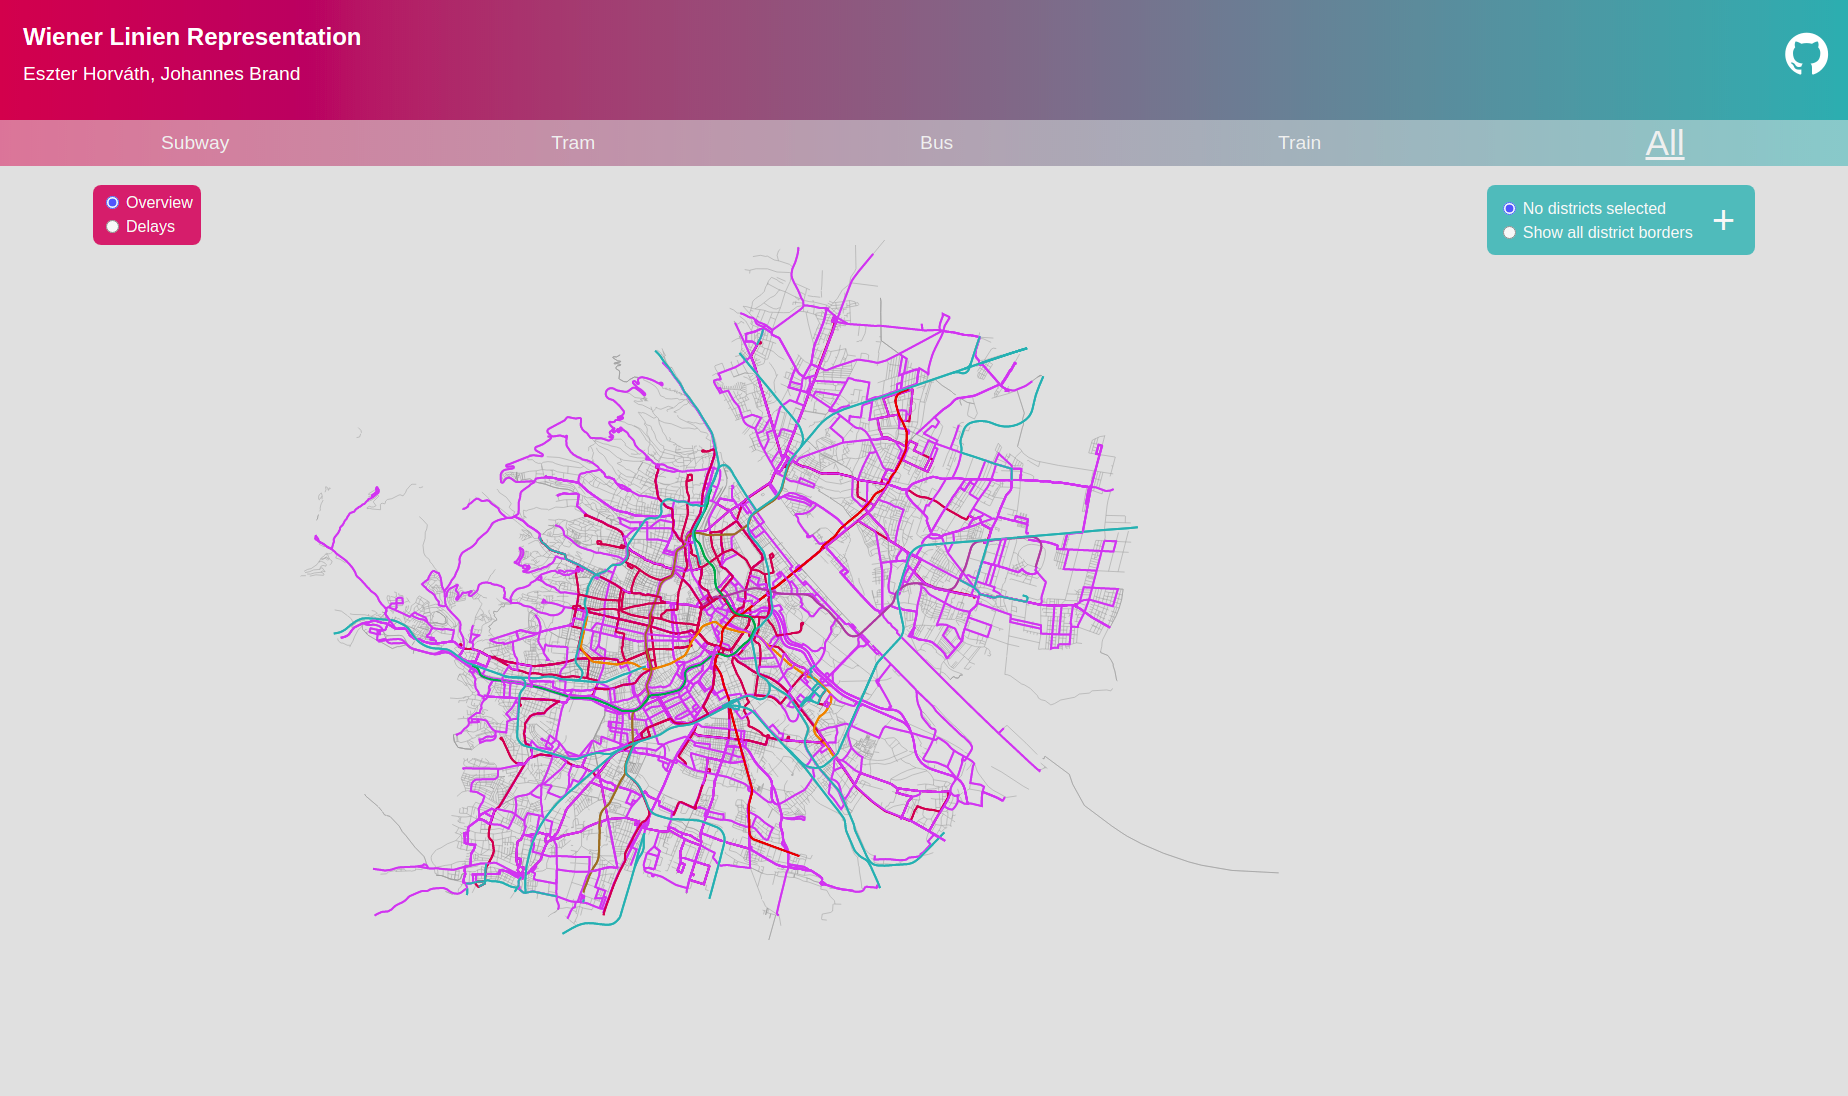 Wiener Linien Representation
Eszter Horváth, Johannes Brand
Subway
Tram
Bus
Train
All
Overview
Delays
No districts selected
Show all district borders
+